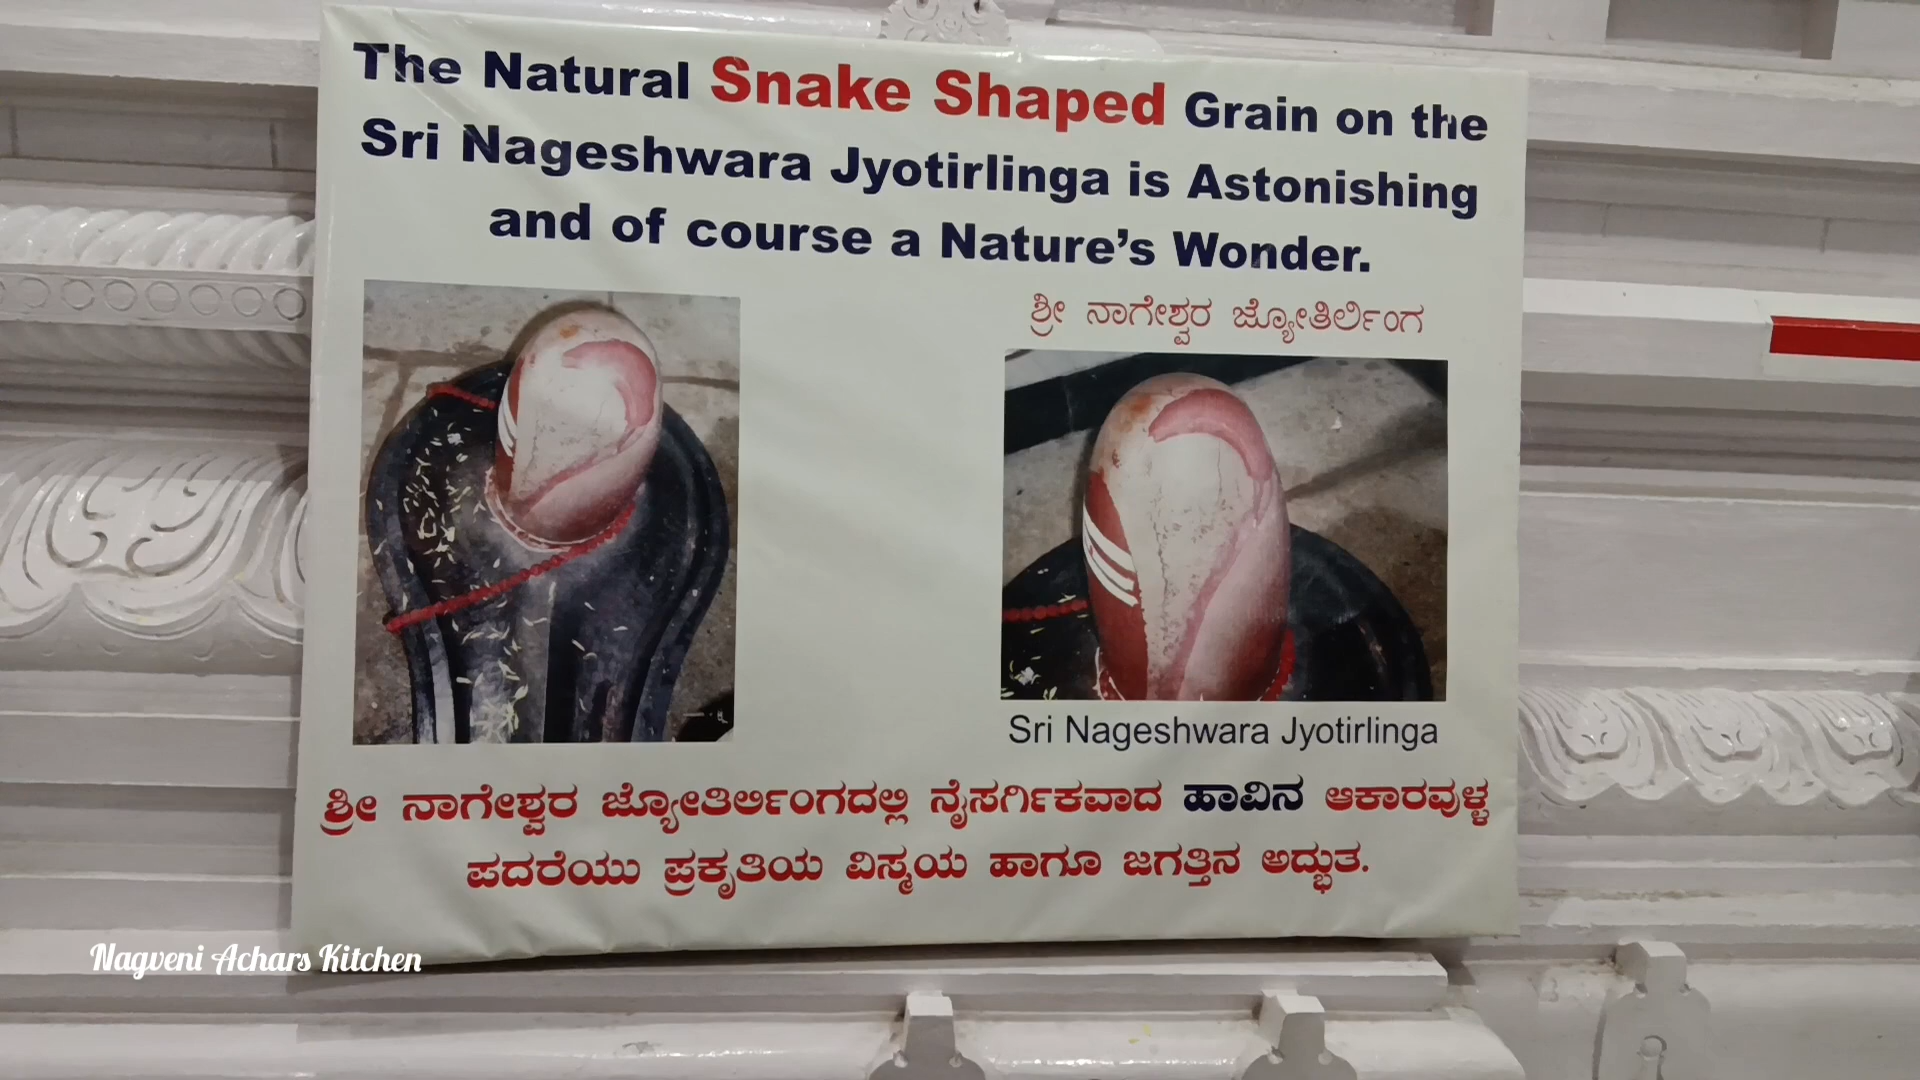 The Natural Snake Shaped Grain on the
Sri Nageshwara Jyotirlinga is Astonishing
and of course a Nature's Wonder.
ಶ್ರೀ ನಾಗೇಶ್ವರ ಜ್ಯೋತಿರ್ಲಿಂಗ
Sri Nageshwara Jyotirlinga
ಶ್ರೀ ನಾಗೇಶ್ವರ ಜ್ಯೋತಿರ್ಲಿಂಗದಲ್ಲಿ ನೈಸರ್ಗಿಕವಾದ ಹಾವಿನ ಆಕಾರವುಳ್ಳ
ಪದರೆಯು ಪ್ರಕೃತಿಯ ವಿಸ್ಮಯ ಹಾಗೂ ಜಗತ್ತಿನ ಅದ್ಭುತ.
Nagveni Achars Kitchen